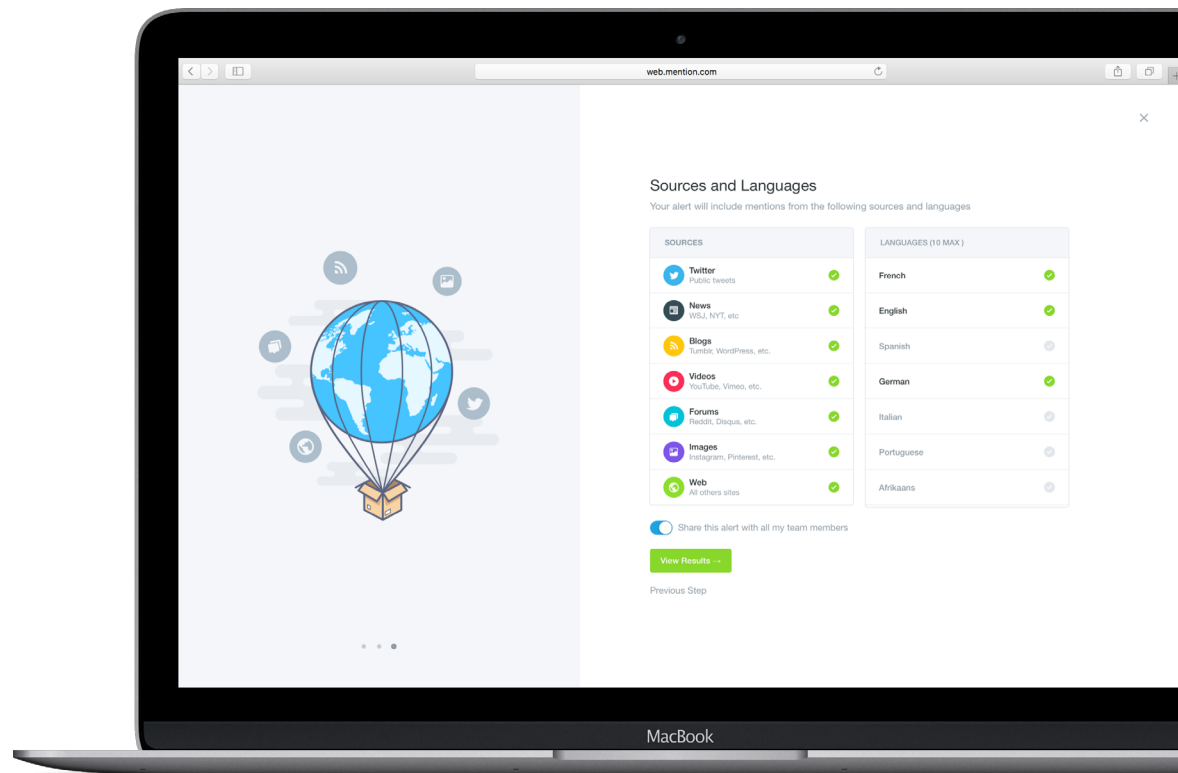 web.mention.com
Sources and Languages
Your alert will include mentions from the following sources and languages
SOURCES
Twitter
Public tweets
News
WSJ, NYT, etc
Blogs
Tumblr, WordPress, etc.
Videos
YouTube, Vimeo, etc.
Forums
Reddit, Disqus, etc.
Images
Instagram, Pinterest, etc.
Web
All others sites
LANGUAGES (10 MAX )
French
English
Spanish
German
Italian
Portuguese
Afrikaans
Share this alert with all my team members
View Results →
Previous Step
MacBook